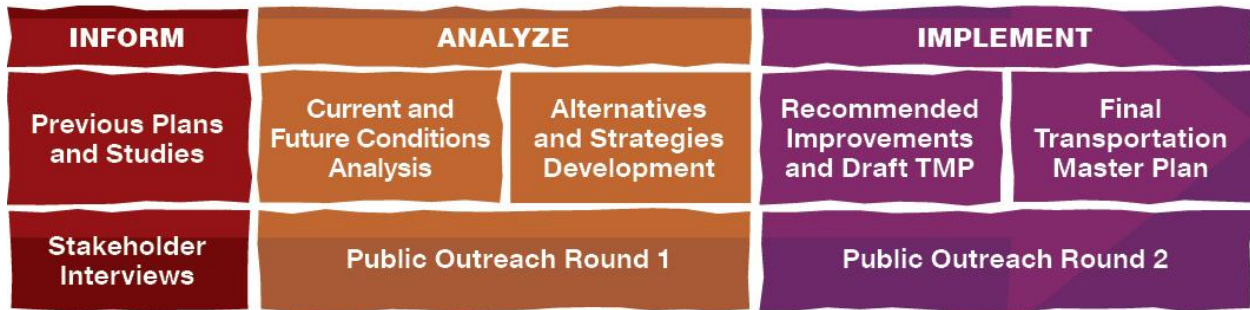 INFORM
ANALYZE
IMPLEMENT
Previous Plans
and Studies
Current and
Future Conditions
Analysis
Alternatives
and Strategies
Development
Recommended
Improvements
and Draft TMP
Final
Transportation
Master Plan
Stakeholder
Interviews
Public Outreach Round 1
Public Outreach Round 2